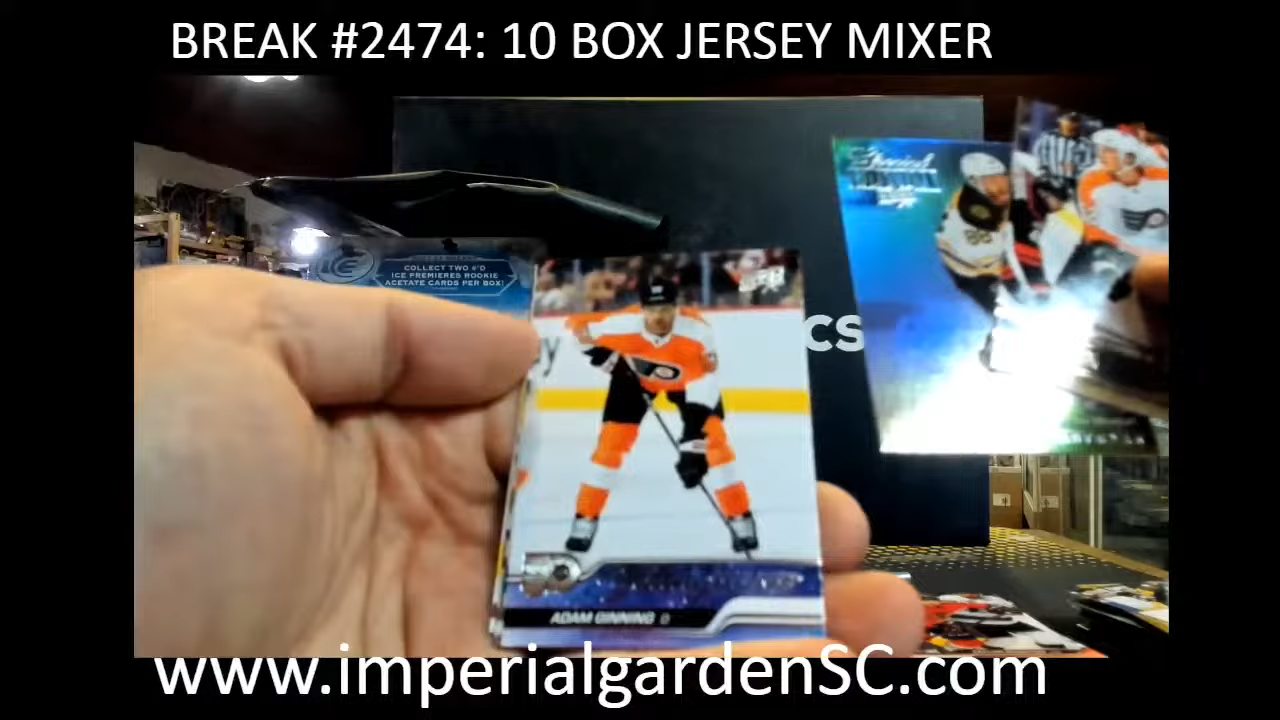 BREAK #2474: 10 BOX JERSEY MIXER
COLLECT TWO #'D
ICE PREMIERES ROOKIE
ACETATE CARDS PER BOX!
CS
ADAM GINNING D
www.imperialgardenSC.com